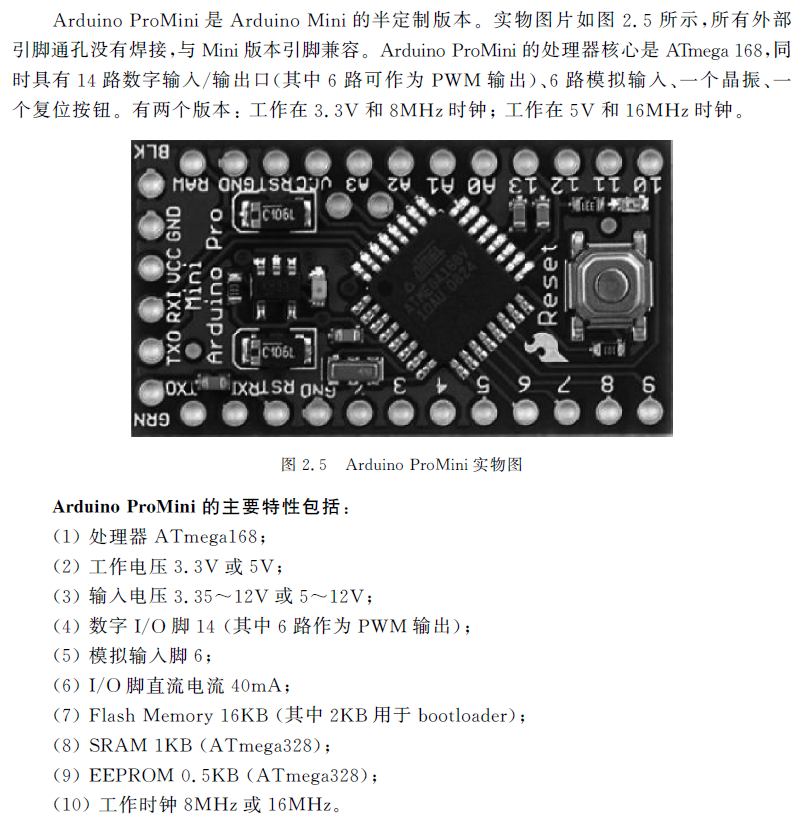 Arduino ProMini 是 Arduino Mini 的半定制版本。实物图片如图 2.5 所示,所有外部
引脚通孔没有焊接,与 Mini 版本引脚兼容。Arduino ProMini 的处理器核心是 ATmega 168,同
时具有 14 路数字输入/输出口(其中 6 路可作为 PWM 输出)、6 路模拟输入、一个晶振、一
个复位按钮。有两个版本:工作在 3.3V 和 8MHz 时钟;工作在 5V 和 16MHz 时钟。
BLK
RAW GND RST VCC A3 A2 A1 A0 13 12 11 10
GND
VCC
RXI
TXO
Arduino Pro
Mini
C106L
C106L
ATMEGA168V
10AU 0624
Reset
331
GRN
TXO RXI RST GND 3 4 5 6 7 8 9
图 2.5 Arduino ProMini 实物图
Arduino ProMini 的主要特性包括:
(1) 处理器 ATmega168;
(2) 工作电压 3.3V 或 5V;
(3) 输入电压 3.35~12V 或 5~12V;
(4) 数字 I/O 脚 14 (其中 6 路作为 PWM 输出);
(5) 模拟输入脚 6;
(6) I/O 脚直流电流 40mA;
(7) Flash Memory 16KB (其中 2KB 用于 bootloader);
(8) SRAM 1KB (ATmega328);
(9) EEPROM 0.5KB (ATmega328);
(10) 工作时钟 8MHz 或 16MHz。